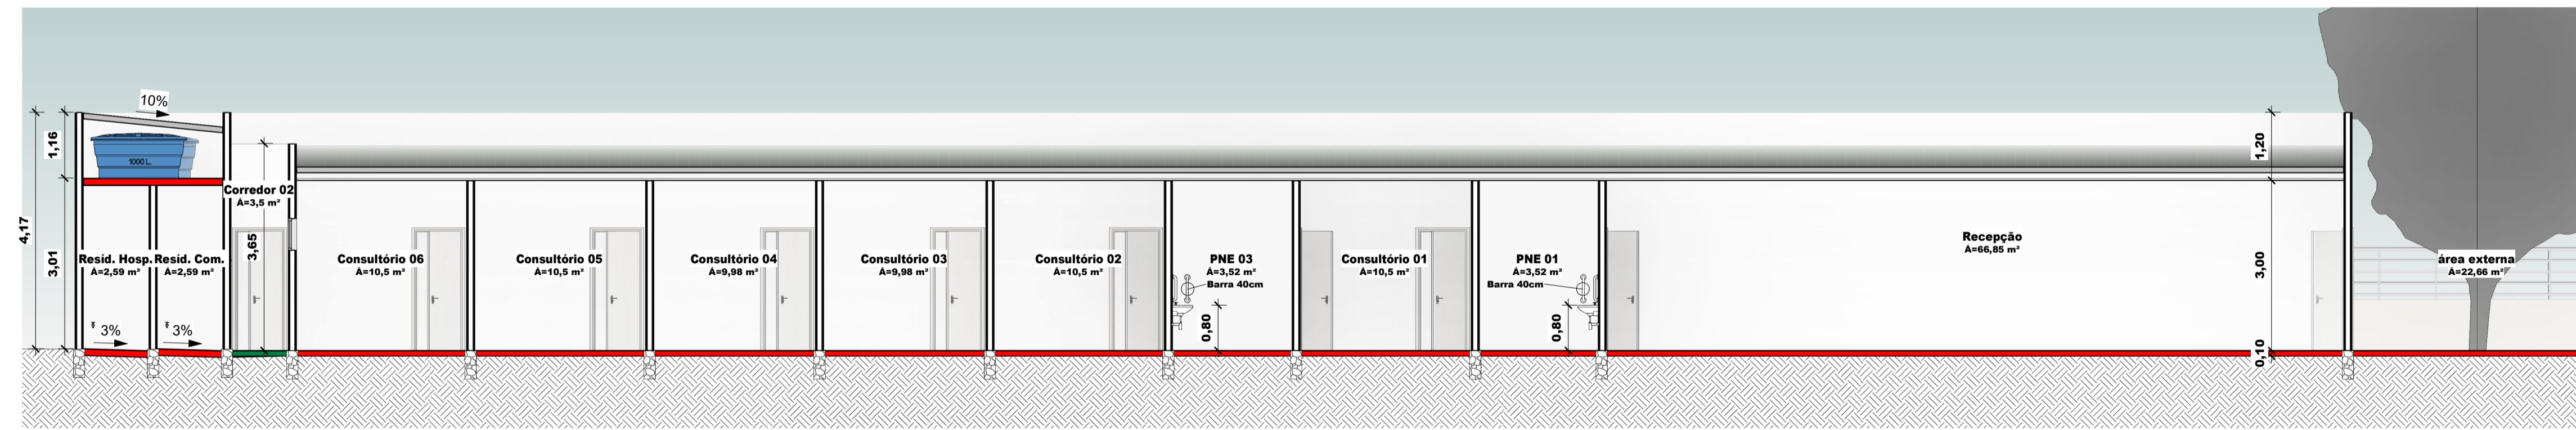 10%
1,16
4,17
3,01
1000 L.
Corredor 02
Á=3,5 m²
3,65
Resíd. Hosp.
Á=2,59 m²
Resíd. Com.
Á=2,59 m²
3%
3%
Consultório 06
Á=10,5 m²
Consultório 05
Á=10,5 m²
Consultório 04
Á=9,98 m²
Consultório 03
Á=9,98 m²
Consultório 02
Á=10,5 m²
PNE 03
Á=3,52 m²
Barra 40cm
0,80
Consultório 01
Á=10,5 m²
PNE 01
Á=3,52 m²
Barra 40cm
0,80
Recepção
Á=66,85 m²
1,20
3,00
0,10
área externa
Á=22,66 m²